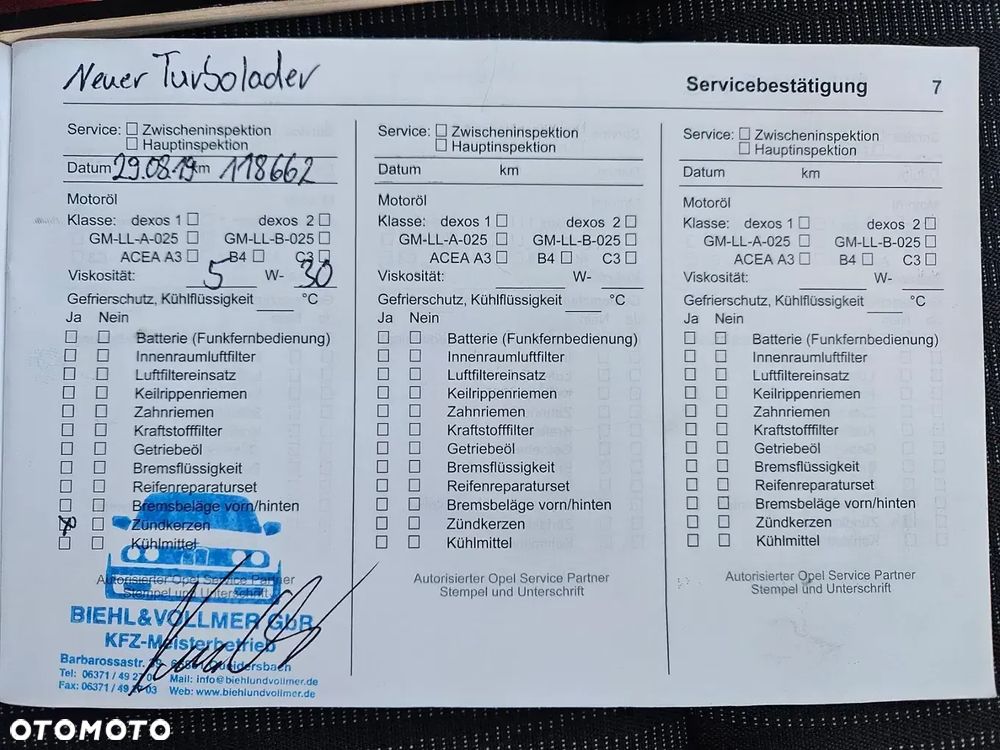 Neuer Turbolader
Servicebestätigung 7
Service: Zwischeninspektion
Hauptinspektion
Datum 29.08.19 km 118662
Motoröl
Klasse: dexos 1 dexos 2
GM-LL-A-025 GM-LL-B-025
ACEA A3 B4 C3
Viskosität: 5 W- 30
Gefrierschutz, Kühlflüssigkeit °C
Ja Nein
Batterie (Funkfernbedienung)
Innenraumluftfilter
Luftfiltereinsatz
Keilrippenriemen
Zahnriemen
Kraftstofffilter
Getriebeöl
Bremsflüssigkeit
Reifenreparaturset
Bremsbeläge vorn/hinten
x Zündkerzen
Kühlmittel
Autorisierter Opel Service Partner
Stempel und Unterschrift
BIEHL&VOLLMER GbR
KFZ-Meisterbetrieb
Barbarossastr.
Tel: 06371 / 49 Mail: info@biehlundvollmer.de
Fax: 06371 / 49 03 Web: www.biehlundvollmer.de
Service: Zwischeninspektion
Hauptinspektion
Datum km
Motoröl
Klasse: dexos 1 dexos 2
GM-LL-A-025 GM-LL-B-025
ACEA A3 B4 C3
Viskosität: W-
Gefrierschutz, Kühlflüssigkeit °C
Ja Nein
Batterie (Funkfernbedienung)
Innenraumluftfilter
Luftfiltereinsatz
Keilrippenriemen
Zahnriemen
Kraftstofffilter
Getriebeöl
Bremsflüssigkeit
Reifenreparaturset
Bremsbeläge vorn/hinten
Zündkerzen
Kühlmittel
Autorisierter Opel Service Partner
Stempel und Unterschrift
Service: Zwischeninspektion
Hauptinspektion
Datum km
Motoröl
Klasse: dexos 1 dexos 2
GM-LL-A-025 GM-LL-B-025
ACEA A3 B4 C3
Viskosität: W-
Gefrierschutz, Kühlflüssigkeit °C
Ja Nein
Batterie (Funkfernbedienung)
Innenraumluftfilter
Luftfiltereinsatz
Keilrippenriemen
Zahnriemen
Kraftstofffilter
Getriebeöl
Bremsflüssigkeit
Reifenreparaturset
Bremsbeläge vorn/hinten
Zündkerzen
Kühlmittel
Autorisierter Opel Service Partner
Stempel und Unterschrift
OTOMOTO